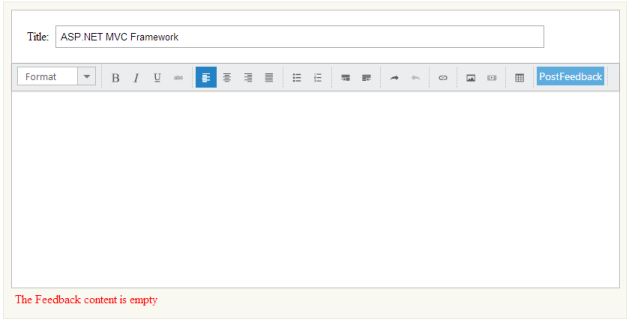 Title: ASP.NET MVC Framework
Format B I U abc PostFeedback
The Feedback content is empty